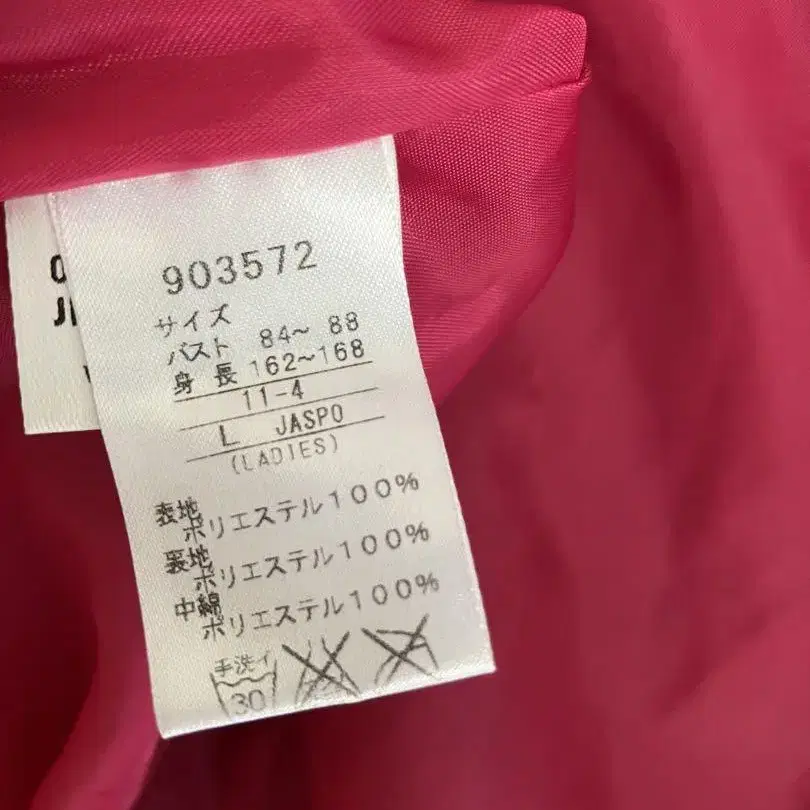 903572
サイズ
バスト 84～ 88
身 長 162～168
11-4
L JASPO
(LADIES)
表地
ポリエステル100%
裏地
ポリエステル100%
中綿
ポリエステル100%
手洗イ
30